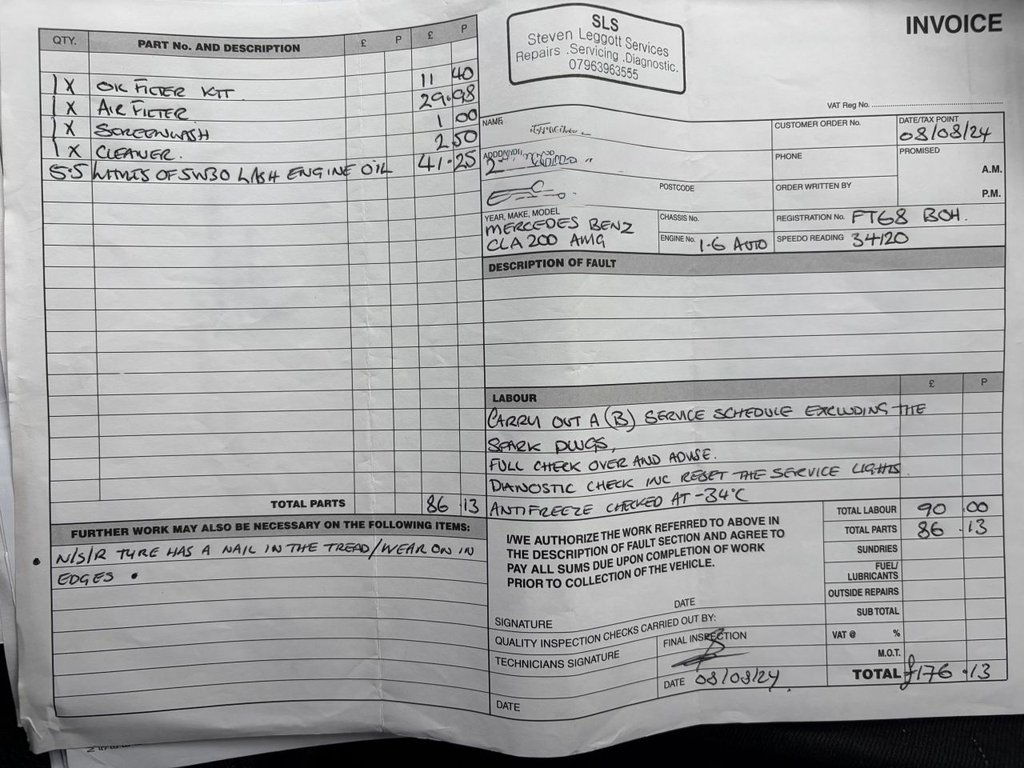 INVOICE
SLS
Steven Leggott Services
Repairs .Servicing .Diagnostic.
07963963555
QTY. PART No. AND DESCRIPTION £ P £ P
1X OIL FILTER KIT 11 40
1X AIR FILTER 29.98
1X SCREENWASH 1 00
1X CLEANER. 2.50
5.5 LITRES OF 5W30 L/ASH ENGINE OIL 41.25
TOTAL PARTS 86 .13
FURTHER WORK MAY ALSO BE NECESSARY ON THE FOLLOWING ITEMS:
• N/S/R TYRE HAS A NAIL IN THE TREAD/WEAR ON IN
EDGES •
VAT Reg No.
NAME
CUSTOMER ORDER No.
DATE/TAX POINT
08/08/24
PHONE
PROMISED
A.M.
P.M.
POSTCODE
ORDER WRITTEN BY
YEAR, MAKE, MODEL
MERCEDES BENZ
CLA 200 AMG
CHASSIS No.
REGISTRATION No. FT68 BCH.
ENGINE No. 1.6 AUTO
SPEEDO READING 34120
DESCRIPTION OF FAULT
LABOUR £ P
CARRY OUT A (B) SERVICE SCHEDULE EXCLUDING THE
SPARK PLUGS,
FULL CHECK OVER AND ADVISE.
DIANOSTIC CHECK INC RESET THE SERVICE LIGHTS
ANTIFREEZE CHECKED AT -34°C
I/WE AUTHORIZE THE WORK REFERRED TO ABOVE IN
THE DESCRIPTION OF FAULT SECTION AND AGREE TO
PAY ALL SUMS DUE UPON COMPLETION OF WORK
PRIOR TO COLLECTION OF THE VEHICLE.
DATE
SIGNATURE
QUALITY INSPECTION CHECKS CARRIED OUT BY:
TECHNICIANS SIGNATURE
FINAL INSPECTION
DATE 08/08/24
DATE
TOTAL LABOUR 90 .00
TOTAL PARTS 86 .13
SUNDRIES
FUEL/
LUBRICANTS
OUTSIDE REPAIRS
SUB TOTAL
VAT @ %
M.O.T.
TOTAL £176 .13